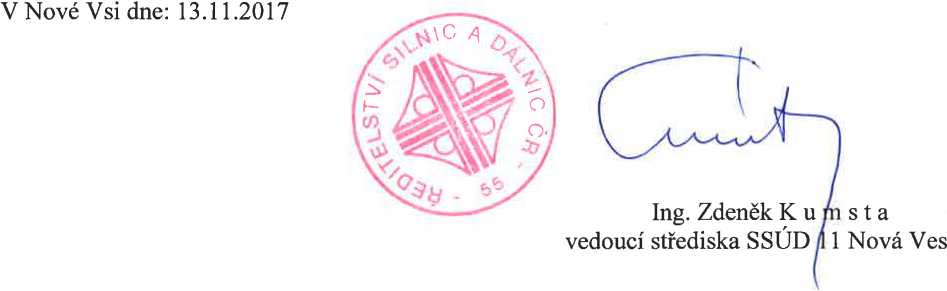 V Nové Vsi dne: 13.11.2017
ŘEDITELSTVÍ SILNIC A DÁLNIC ČR - 55 -
Ing. Zdeněk K u m s t a
vedoucí střediska SSÚD 11 Nová Ves